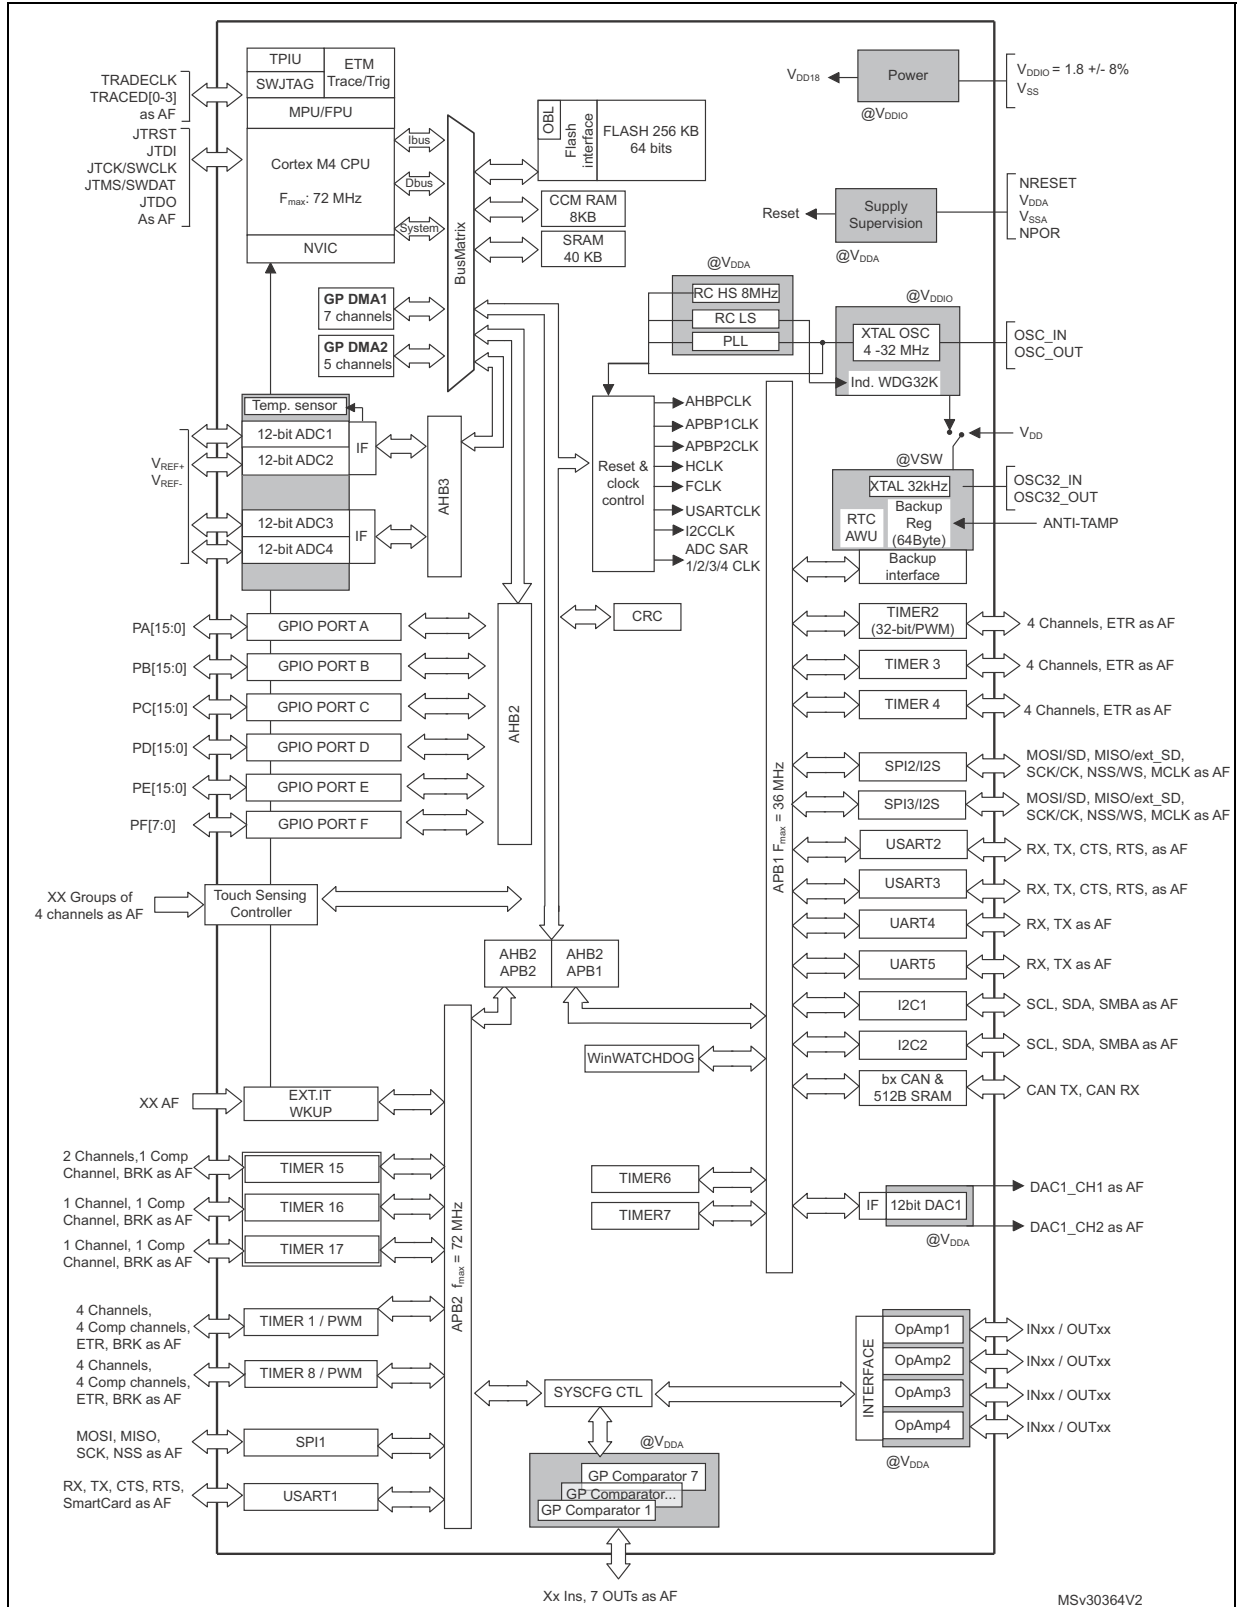 TPIU
SWJTAG
ETM
Trace/Trig
MPU/FPU
Cortex M4 CPU
Fmax: 72 MHz
NVIC
TRADECLK
TRACED[0-3]
as AF
JTRST
JTDI
JTCK/SWCLK
JTMS/SWDAT
JTDO
As AF
Ibus
Dbus
System
BusMatrix
OBL
Flash
interface
FLASH 256 KB
64 bits
CCM RAM
8KB
SRAM
40 KB
GP DMA1
7 channels
GP DMA2
5 channels
VDD18
Power
VDDIO = 1.8 +/- 8%
VSS
@VDDIO
Reset
Supply
Supervision
NRESET
VDDA
VSSA
NPOR
@VDDA
@VDDA
RC HS 8MHz
RC LS
PLL
@VDDIO
XTAL OSC
4 -32 MHz
Ind. WDG32K
OSC_IN
OSC_OUT
VDD
@VSW
XTAL 32kHz
OSC32_IN
OSC32_OUT
RTC
AWU
Backup
Reg
(64Byte)
ANTI-TAMP
Backup
interface
Reset &
clock
control
AHBPCLK
APBP1CLK
APBP2CLK
HCLK
FCLK
USARTCLK
I2CCLK
ADC SAR
1/2/3/4 CLK
Temp. sensor
12-bit ADC1
12-bit ADC2
IF
VREF+
VREF-
12-bit ADC3
12-bit ADC4
IF
AHB3
CRC
PA[15:0]
GPIO PORT A
PB[15:0]
GPIO PORT B
PC[15:0]
GPIO PORT C
PD[15:0]
GPIO PORT D
PE[15:0]
GPIO PORT E
PF[7:0]
GPIO PORT F
AHB2
XX Groups of
4 channels as AF
Touch Sensing
Controller
AHB2
APB2
AHB2
APB1
APB1 Fmax = 36 MHz
TIMER2
(32-bit/PWM)
4 Channels, ETR as AF
TIMER 3
4 Channels, ETR as AF
TIMER 4
4 Channels, ETR as AF
SPI2/I2S
MOSI/SD, MISO/ext_SD,
SCK/CK, NSS/WS, MCLK as AF
SPI3/I2S
MOSI/SD, MISO/ext_SD,
SCK/CK, NSS/WS, MCLK as AF
USART2
RX, TX, CTS, RTS, as AF
USART3
RX, TX, CTS, RTS, as AF
UART4
RX, TX as AF
UART5
RX, TX as AF
I2C1
SCL, SDA, SMBA as AF
I2C2
SCL, SDA, SMBA as AF
bx CAN &
512B SRAM
CAN TX, CAN RX
WinWATCHDOG
TIMER6
TIMER7
IF
12bit DAC1
DAC1_CH1 as AF
DAC1_CH2 as AF
@VDDA
XX AF
EXT.IT
WKUP
2 Channels,1 Comp
Channel, BRK as AF
TIMER 15
1 Channel, 1 Comp
Channel, BRK as AF
TIMER 16
1 Channel, 1 Comp
Channel, BRK as AF
TIMER 17
4 Channels,
4 Comp channels,
ETR, BRK as AF
TIMER 1 / PWM
4 Channels,
4 Comp channels,
ETR, BRK as AF
TIMER 8 / PWM
MOSI, MISO,
SCK, NSS as AF
SPI1
RX, TX, CTS, RTS,
SmartCard as AF
USART1
APB2 fmax = 72 MHz
SYSCFG CTL
INTERFACE
OpAmp1
INxx / OUTxx
OpAmp2
INxx / OUTxx
OpAmp3
INxx / OUTxx
OpAmp4
INxx / OUTxx
@VDDA
@VDDA
GP Comparator 7
GP Comparator...
GP Comparator 1
Xx Ins, 7 OUTs as AF
MSv30364V2